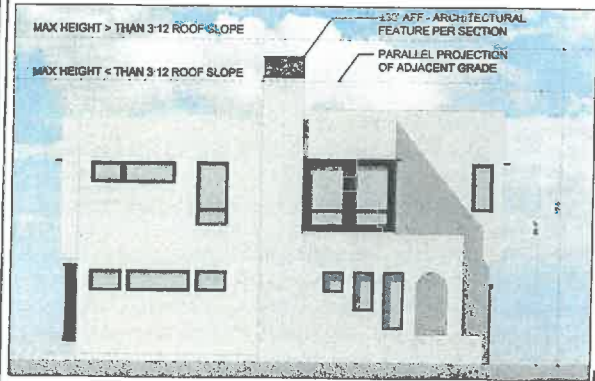 MAX HEIGHT > THAN 3:12 ROOF SLOPE
±33' AFF - ARCHITECTURAL
FEATURE PER SECTION
MAX HEIGHT < THAN 3:12 ROOF SLOPE
PARALLEL PROJECTION
OF ADJACENT GRADE